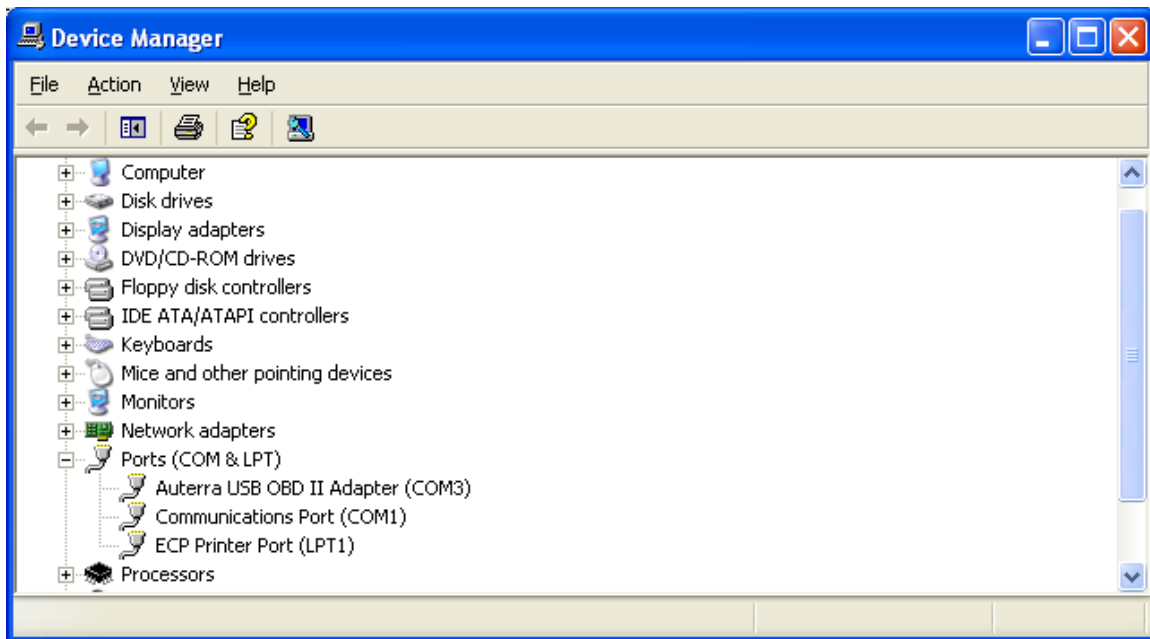 Device Manager
File Action View Help
Computer
Disk drives
Display adapters
DVD/CD-ROM drives
Floppy disk controllers
IDE ATA/ATAPI controllers
Keyboards
Mice and other pointing devices
Monitors
Network adapters
Ports (COM & LPT)
Auterra USB OBD II Adapter (COM3)
Communications Port (COM1)
ECP Printer Port (LPT1)
Processors